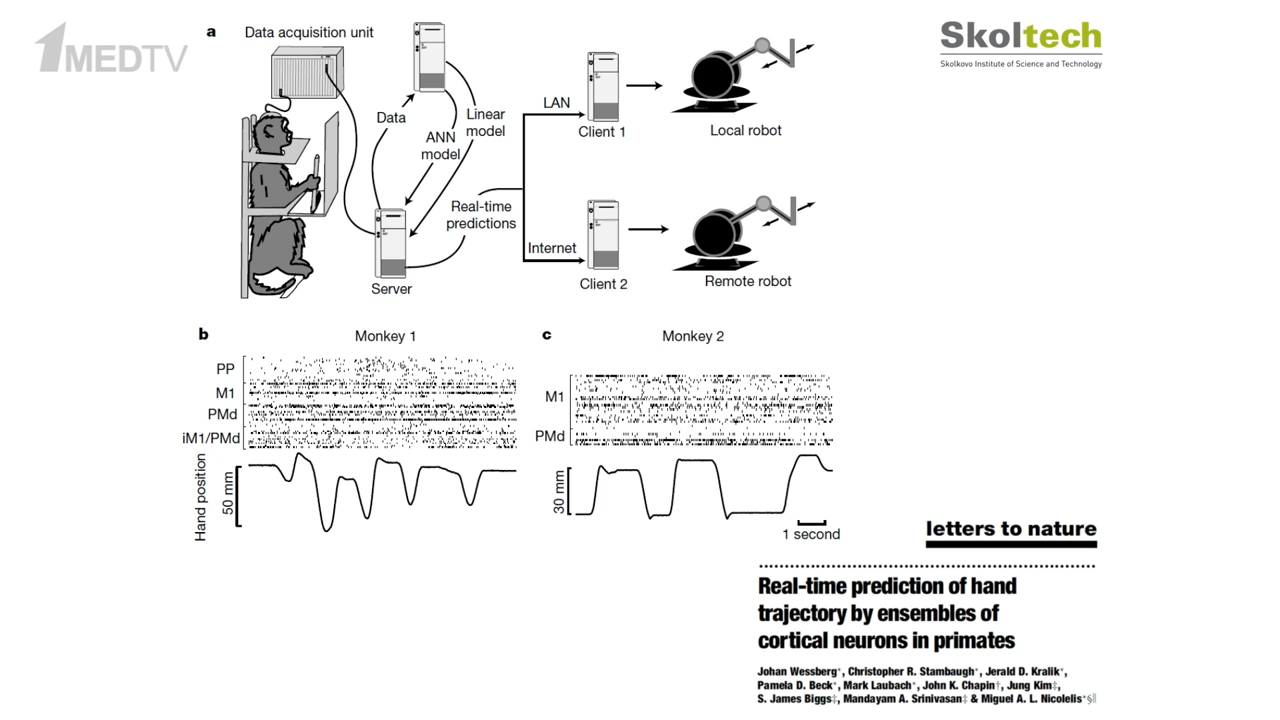 1MEDTV
Skoltech
Skolkovo Institute of Science and Technology
a
Data acquisition unit
Data
Linear
model
ANN
model
Server
Real-time
predictions
LAN
Internet
Client 1
Local robot
Client 2
Remote robot
b
Monkey 1
PP
M1
PMd
iM1/PMd
Hand position
50 mm
c
Monkey 2
M1
PMd
30 mm
1 second
letters to nature
Real-time prediction of hand
trajectory by ensembles of
cortical neurons in primates
Johan Wessberg*, Christopher R. Stambaugh*, Jerald D. Kralik*,
Pamela D. Beck*, Mark Laubach*, John K. Chapin†, Jung Kim‡,
S. James Biggs‡, Mandayam A. Srinivasan‡ & Miguel A. L. Nicolelis*§||